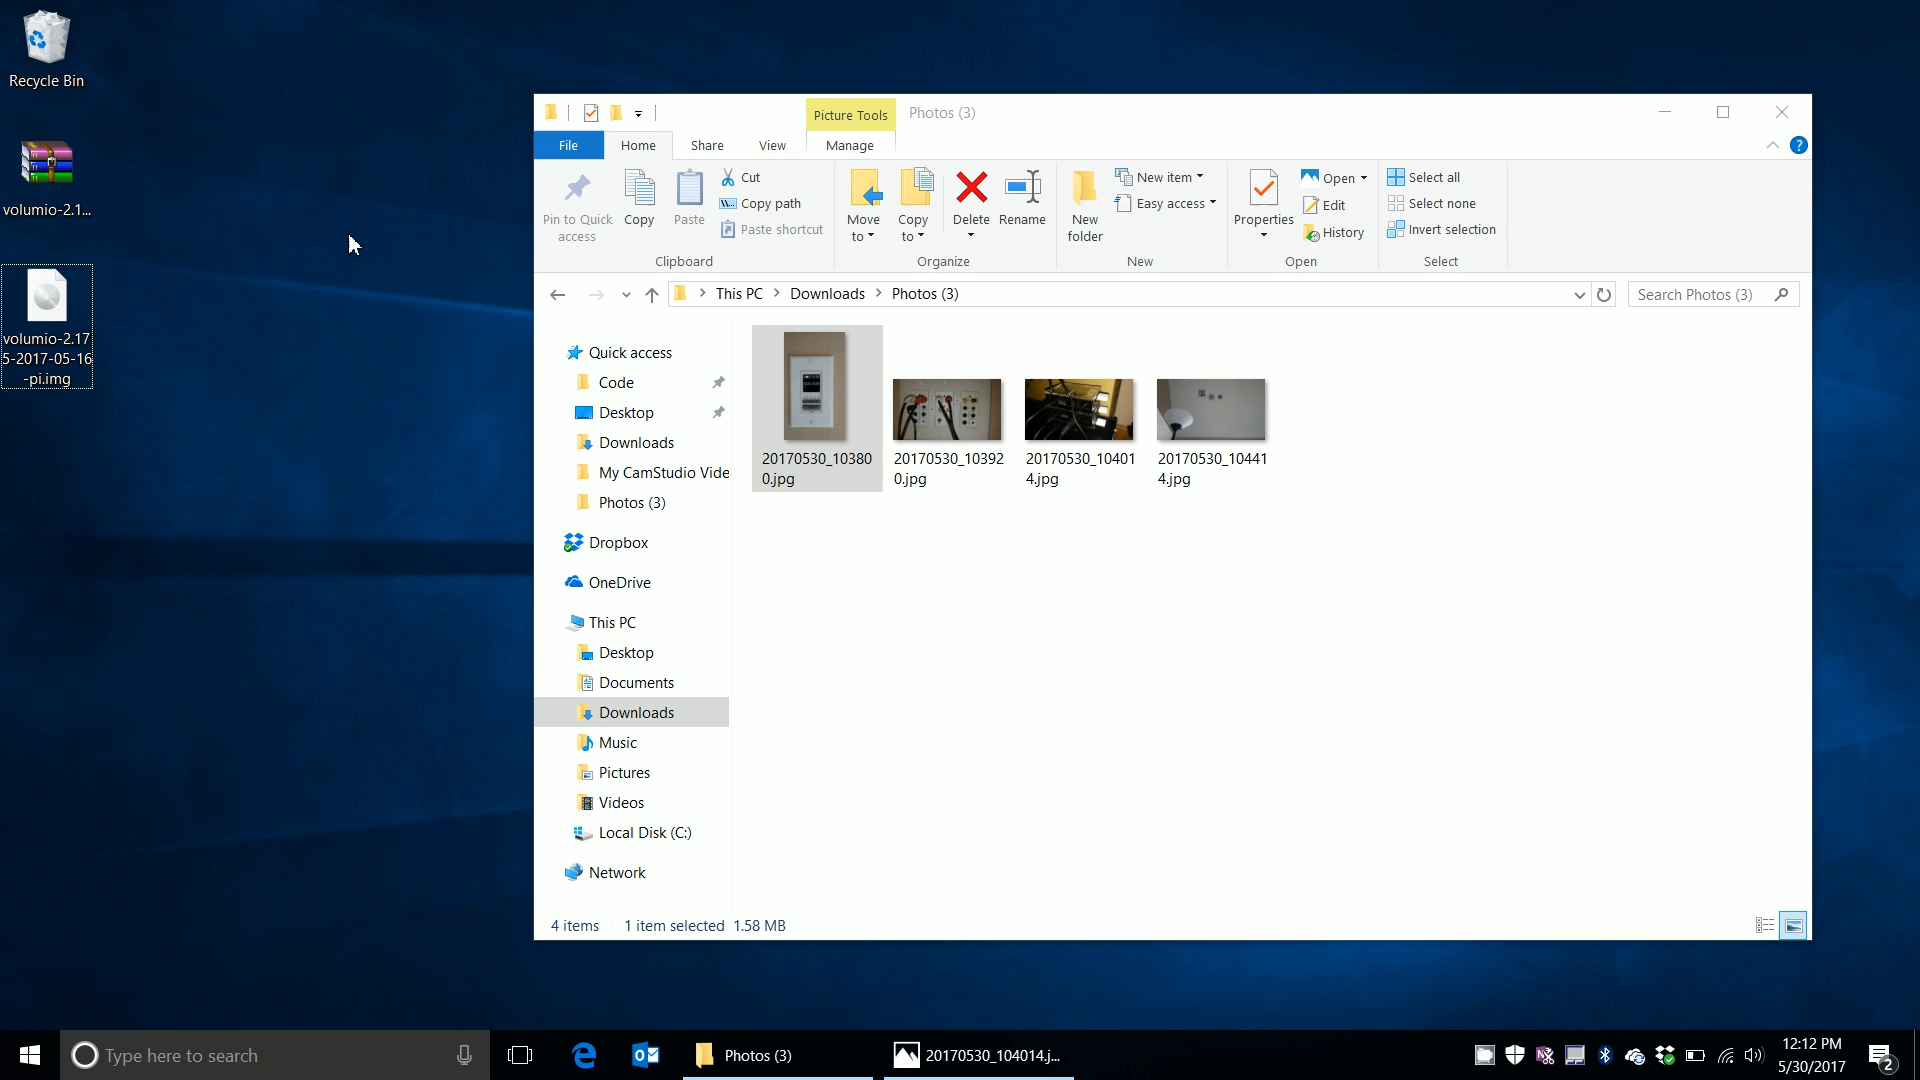 Recycle Bin
volumio-2.1...
volumio-2.17
5-2017-05-16
-pi.img
Picture Tools
Photos (3)
File
Home
Share
View
Manage
Pin to Quick
access
Copy
Paste
Cut
Copy path
Paste shortcut
Clipboard
Move
to
Copy
to
Delete
Rename
Organize
New
folder
New item
Easy access
New
Properties
Open
Edit
History
Open
Select all
Select none
Invert selection
Select
This PC
Downloads
Photos (3)
Search Photos (3)
Quick access
Code
Desktop
Downloads
My CamStudio Vide
Photos (3)
Dropbox
OneDrive
This PC
Desktop
Documents
Downloads
Music
Pictures
Videos
Local Disk (C:)
Network
20170530_10380
0.jpg
20170530_10392
0.jpg
20170530_10401
4.jpg
20170530_10441
4.jpg
4 items
1 item selected 1.58 MB
Type here to search
Photos (3)
20170530_104014.j...
12:12 PM
5/30/2017
2